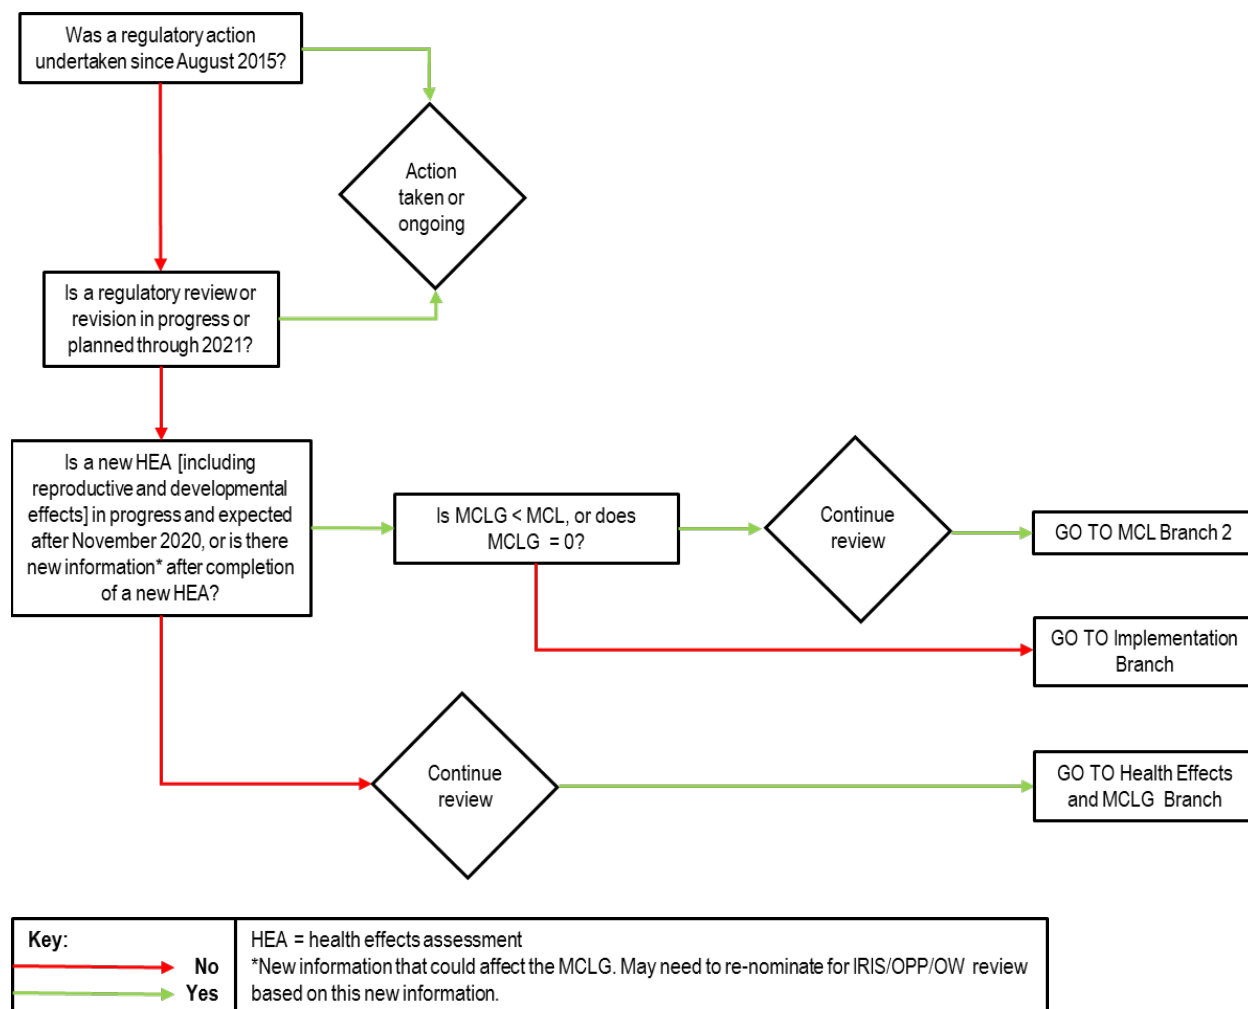 Was a regulatory action
undertaken since August 2015?
Action
taken or
ongoing
Is a regulatory review or
revision in progress or
planned through 2021?
Is a new HEA [including
reproductive and developmental
effects] in progress and expected
after November 2020, or is there
new information* after completion
of a new HEA?
Is MCLG < MCL, or does
MCLG = 0?
Continue
review
GO TO MCL Branch 2
GO TO Implementation
Branch
Continue
review
GO TO Health Effects
and MCLG Branch
Key:
No
Yes
HEA = health effects assessment
*New information that could affect the MCLG. May need to re-nominate for IRIS/OPP/OW review
based on this new information.